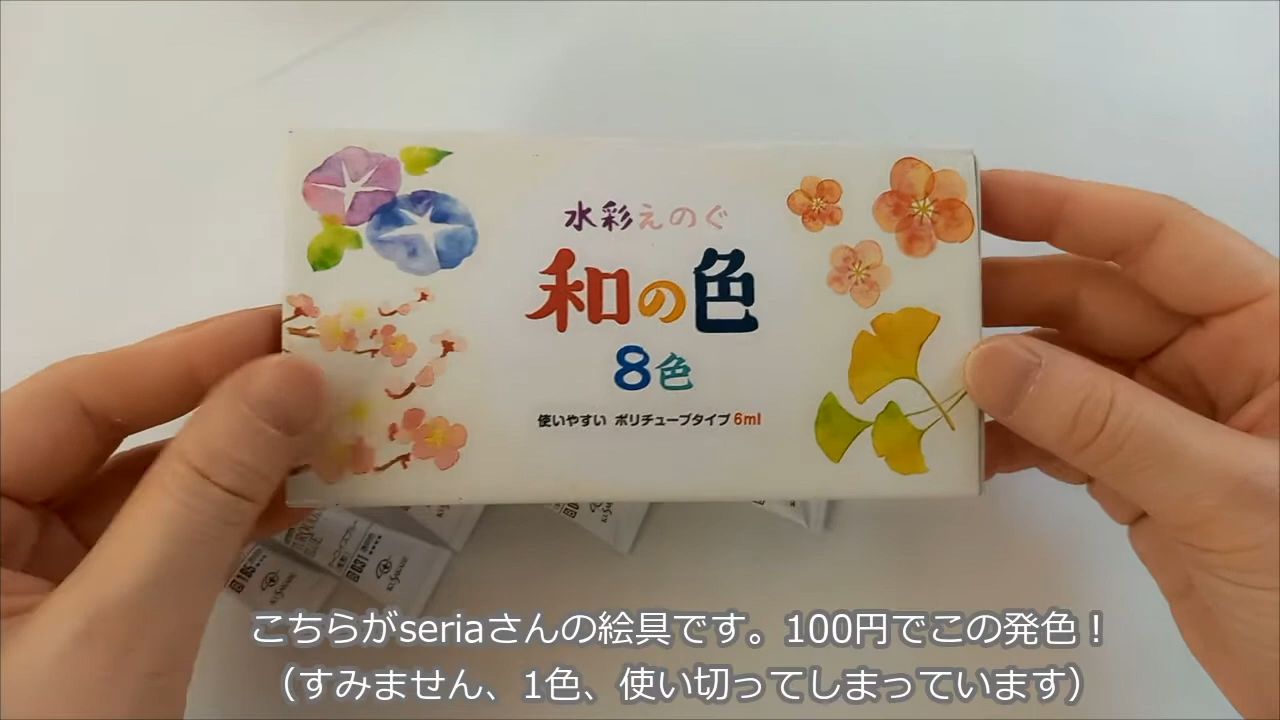 水彩えのぐ
和の色
8色
使いやすい ポリチューブタイプ 6ml
こちらがseriaさんの絵具です。100円でこの発色！
（すみません、1色、使い切ってしまっています）